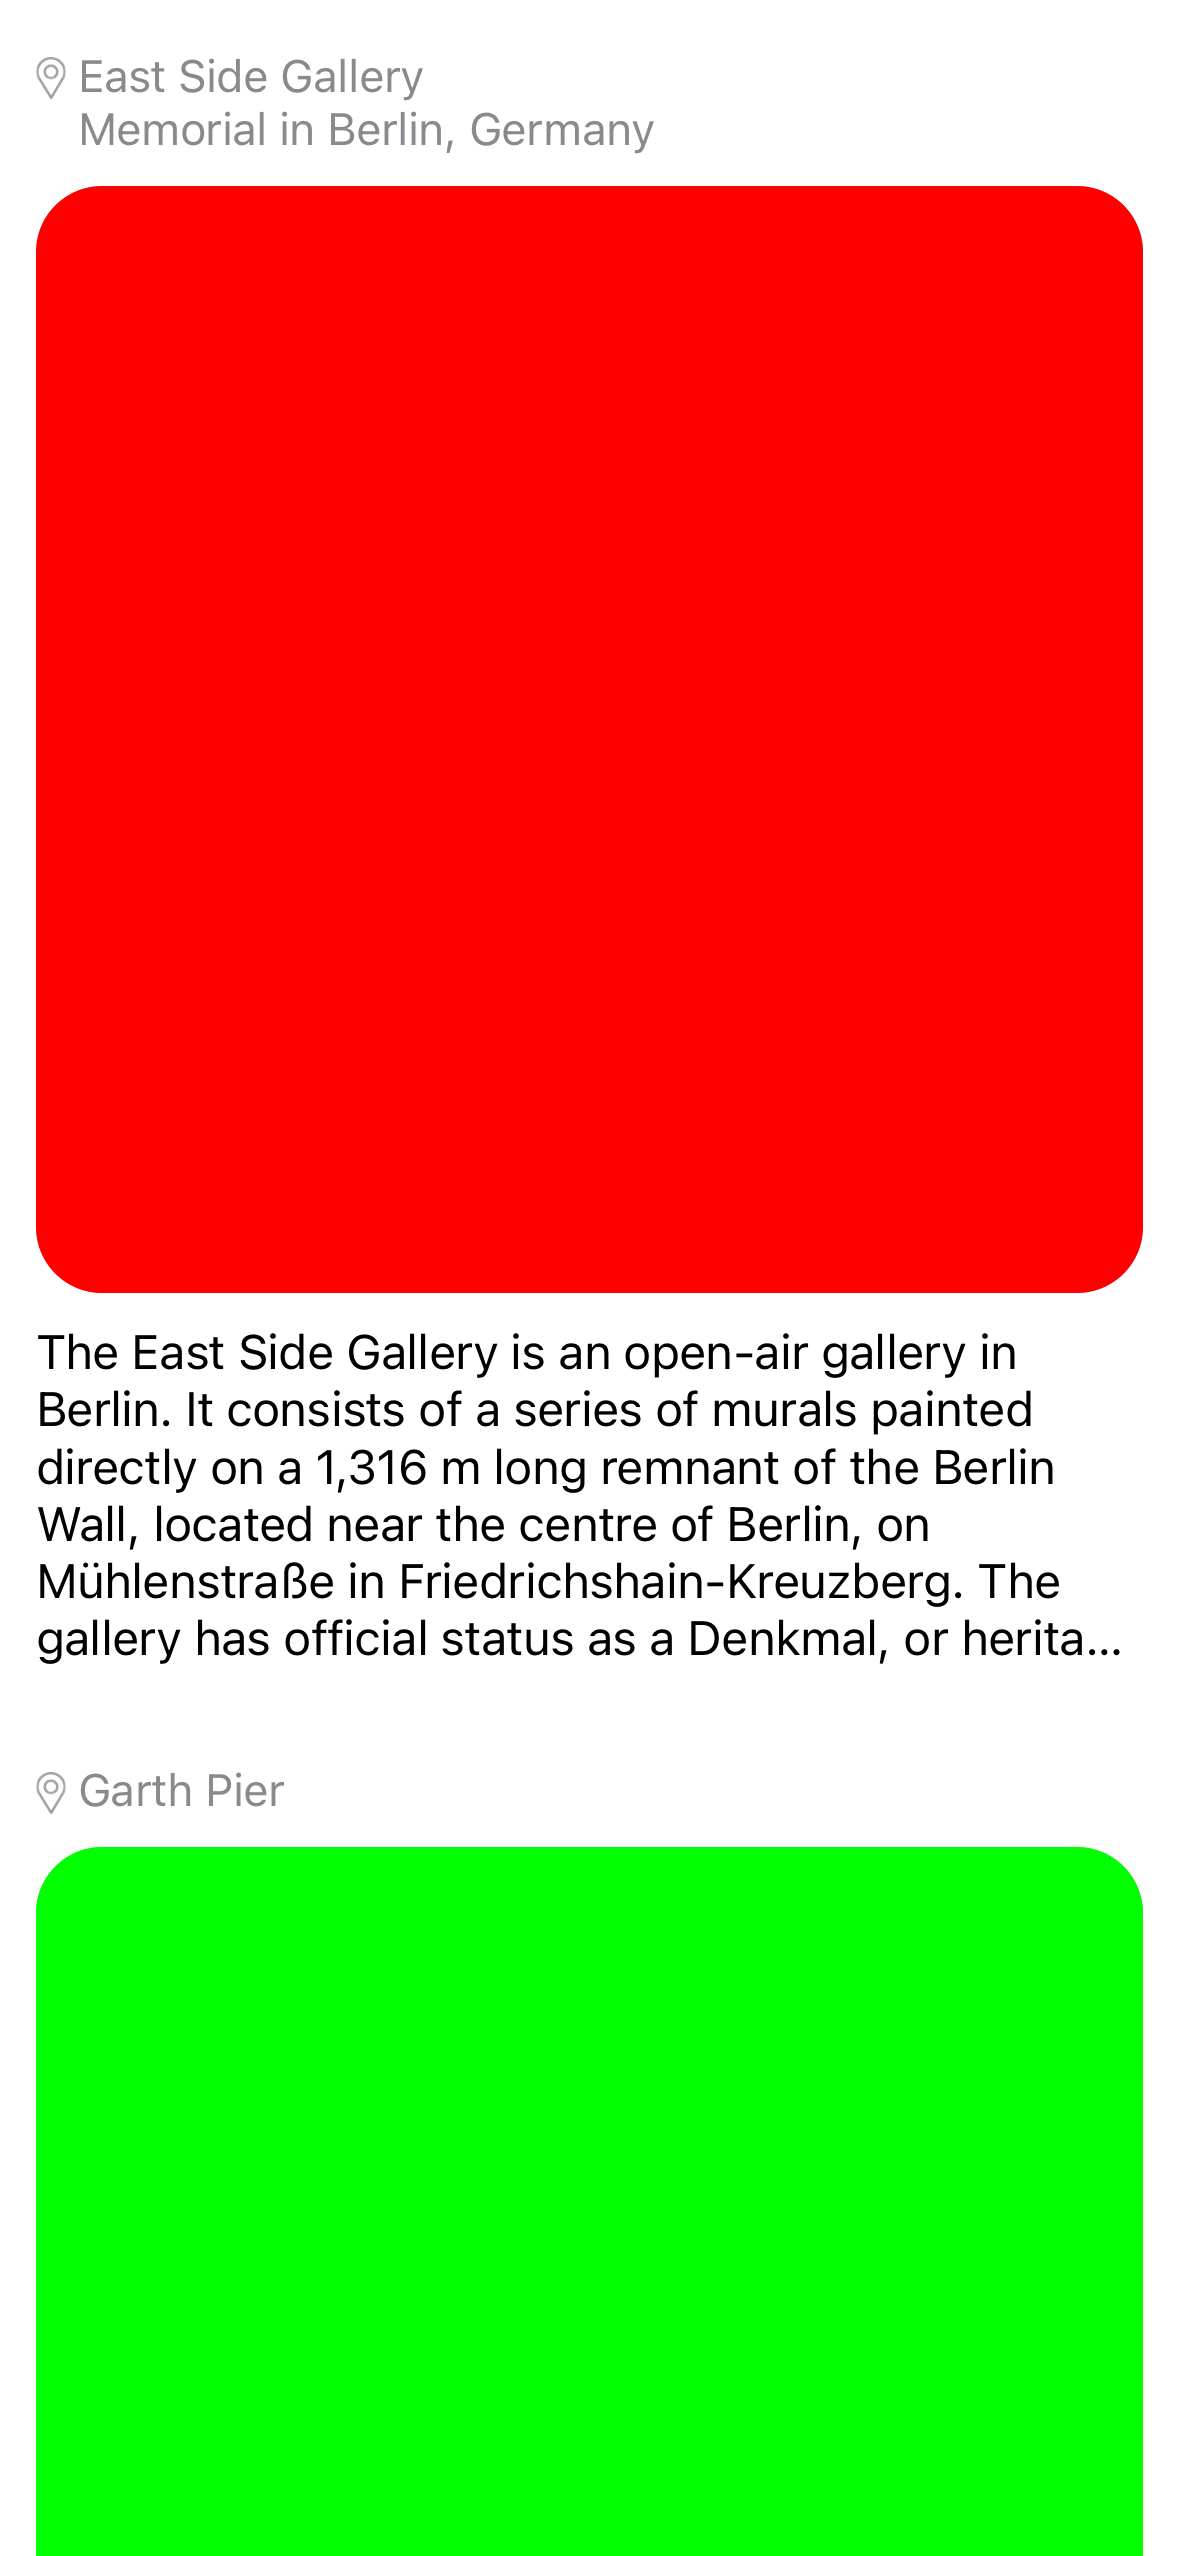 East Side Gallery
Memorial in Berlin, Germany
The East Side Gallery is an open-air gallery in
Berlin. It consists of a series of murals painted
directly on a 1,316 m long remnant of the Berlin
Wall, located near the centre of Berlin, on
Mühlenstraße in Friedrichshain-Kreuzberg. The
gallery has official status as a Denkmal, or herita…
Garth Pier